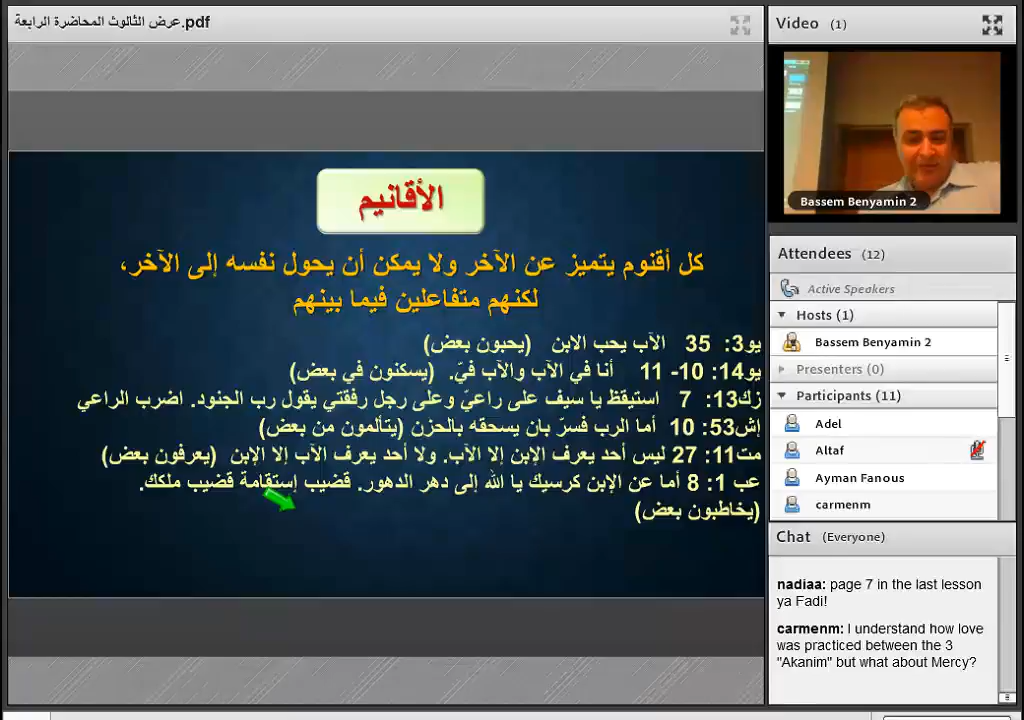 عرض الثالوث المحاضرة الرابعة.pdf
الأقانيم
كل أقنوم يتميز عن الآخر ولا يمكن أن يحول نفسه إلى الآخر،
لكنهم متفاعلين فيما بينهم
يو3: 35 الآب يحب الابن (يحبون بعض)
يو14: 10- 11 أنا في الآب والآب فيّ. (يسكنون في بعض)
زك13: 7 استيقظ يا سيف على راعيّ وعلى رجل رفقتي يقول رب الجنود. اضرب الراعي
إش53: 10 أما الرب فسرّ بان يسحقه بالحزن (يتألمون من بعض)
مت11: 27 ليس أحد يعرف الإبن إلا الآب. ولا أحد يعرف الآب إلا الإبن (يعرفون بعض)
عب 1: 8 أما عن الإبن كرسيك يا الله إلى دهر الدهور. قضيب إستقامة قضيب ملكك.
(يخاطبون بعض)
Video (1)
Bassem Benyamin 2
Attendees (12)
Active Speakers
Hosts (1)
Bassem Benyamin 2
Presenters (0)
Participants (11)
Adel
Altaf
Ayman Fanous
carmenm
Chat (Everyone)
nadiaa: page 7 in the last lesson
ya Fadi!
carmenm: I understand how love
was practiced between the 3
"Akanim" but what about Mercy?